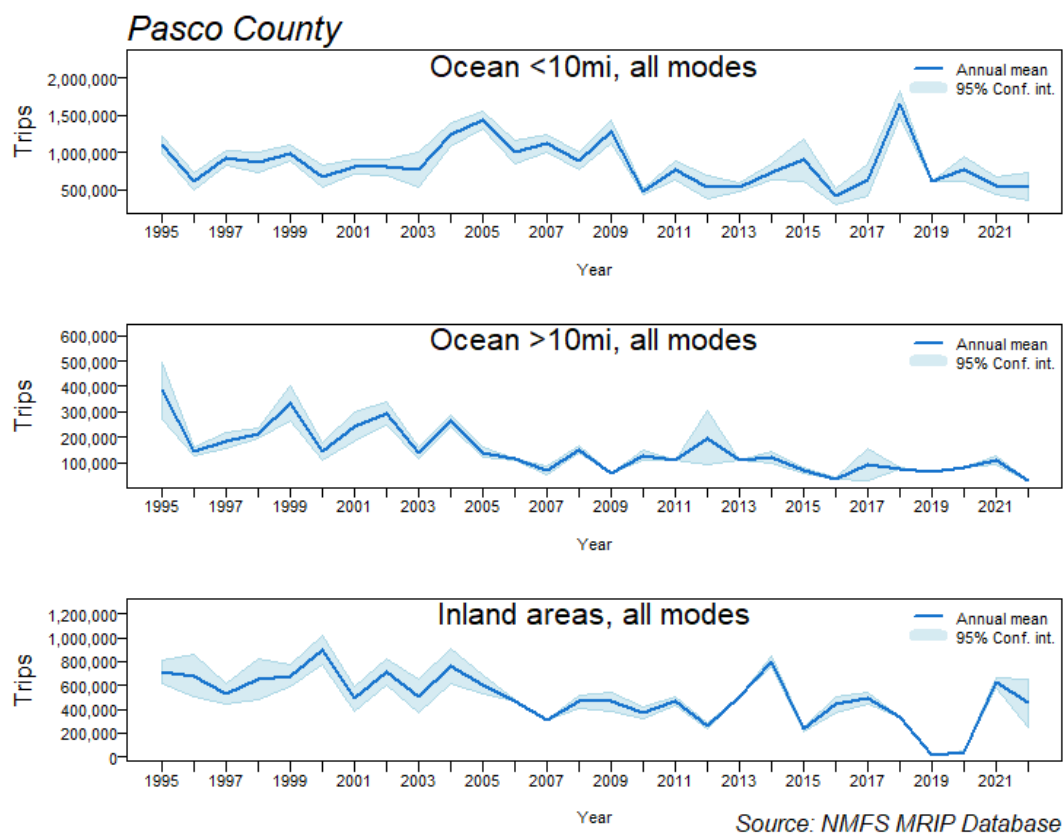 Pasco County
Ocean <10mi, all modes
Annual mean
95% Conf. int.
Trips
2,000,000
1,500,000
1,000,000
500,000
1995 1997 1999 2001 2003 2005 2007 2009 2011 2013 2015 2017 2019 2021
Year
Ocean >10mi, all modes
Annual mean
95% Conf. int.
Trips
600,000
500,000
400,000
300,000
200,000
100,000
1995 1997 1999 2001 2003 2005 2007 2009 2011 2013 2015 2017 2019 2021
Year
Inland areas, all modes
Annual mean
95% Conf. int.
Trips
1,200,000
1,000,000
800,000
600,000
400,000
200,000
0
1995 1997 1999 2001 2003 2005 2007 2009 2011 2013 2015 2017 2019 2021
Year
Source: NMFS MRIP Database